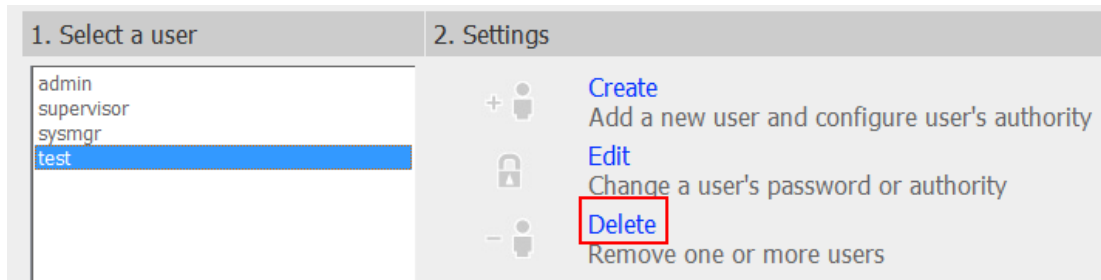 1. Select a user
2. Settings
admin
supervisor
sysmgr
test
Create
Add a new user and configure user's authority
Edit
Change a user's password or authority
Delete
Remove one or more users